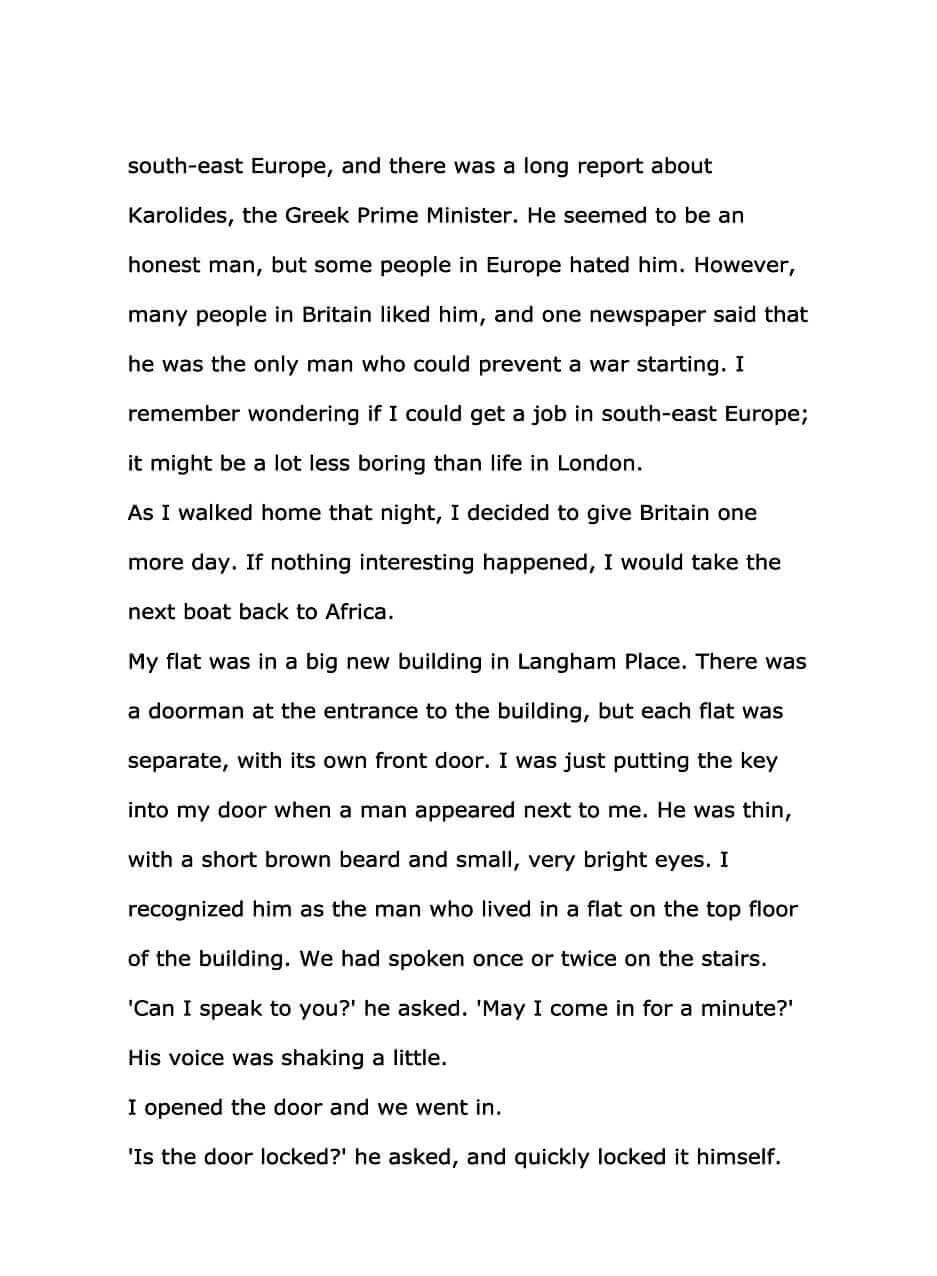 south-east Europe, and there was a long report about
Karolides, the Greek Prime Minister. He seemed to be an
honest man, but some people in Europe hated him. However,
many people in Britain liked him, and one newspaper said that
he was the only man who could prevent a war starting. I
remember wondering if I could get a job in south-east Europe;
it might be a lot less boring than life in London.
As I walked home that night, I decided to give Britain one
more day. If nothing interesting happened, I would take the
next boat back to Africa.
My flat was in a big new building in Langham Place. There was
a doorman at the entrance to the building, but each flat was
separate, with its own front door. I was just putting the key
into my door when a man appeared next to me. He was thin,
with a short brown beard and small, very bright eyes. I
recognized him as the man who lived in a flat on the top floor
of the building. We had spoken once or twice on the stairs.
'Can I speak to you?' he asked. 'May I come in for a minute?'
His voice was shaking a little.
I opened the door and we went in.
'Is the door locked?' he asked, and quickly locked it himself.